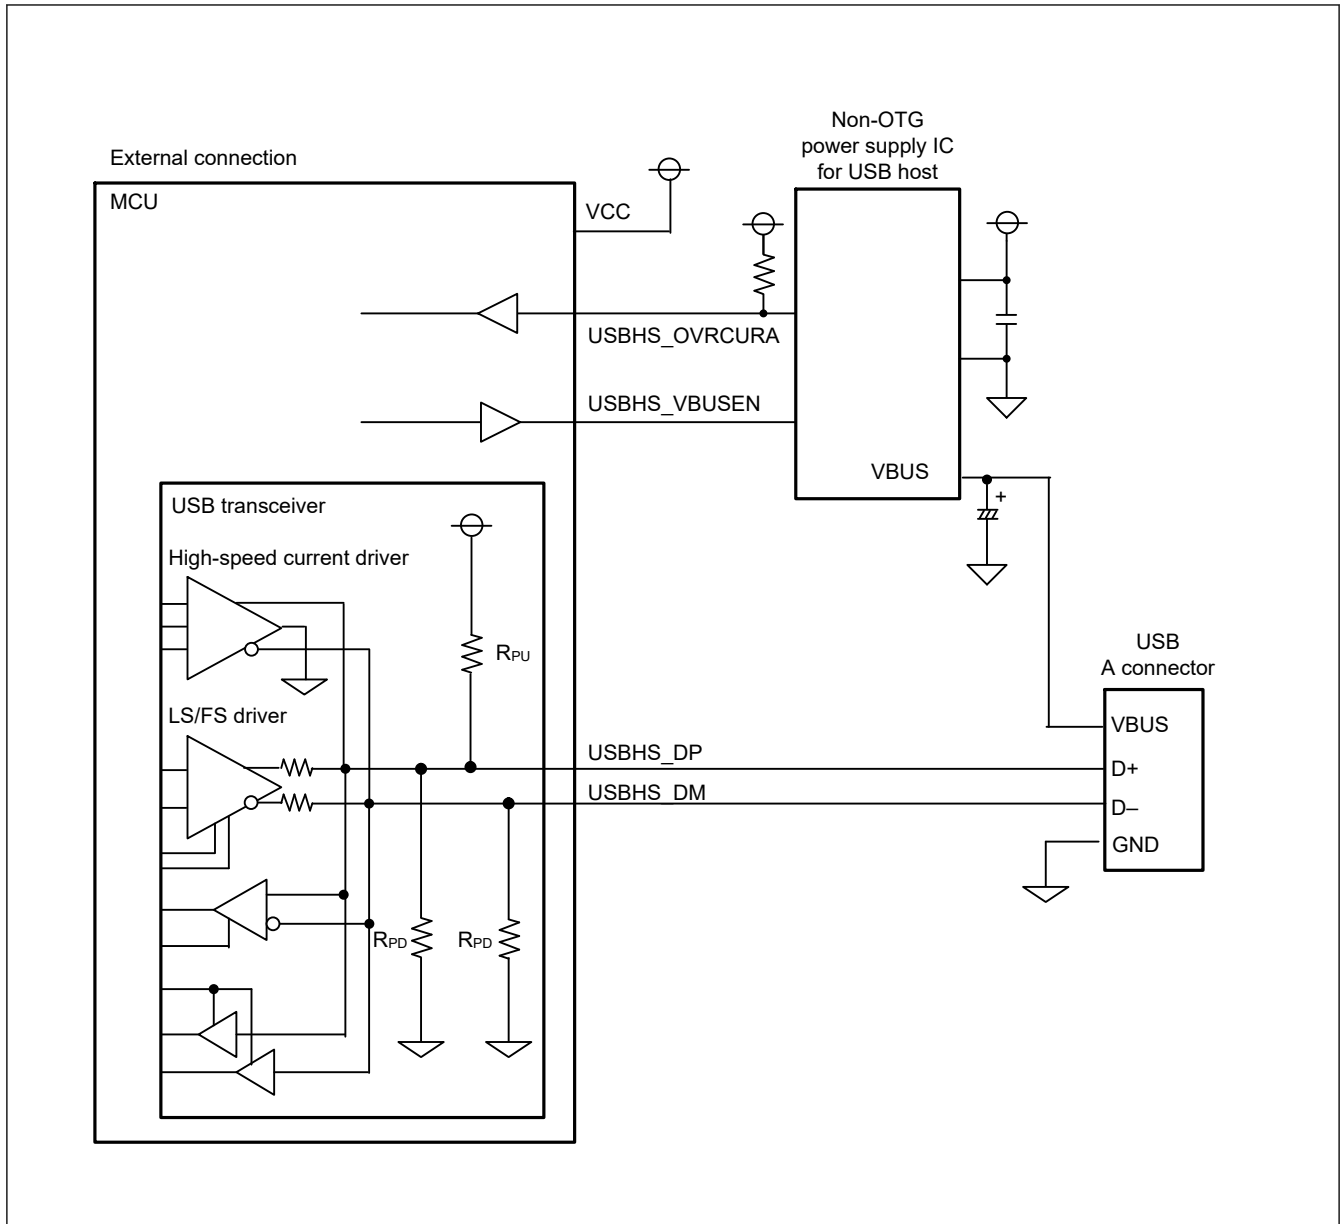 Non-OTG
power supply IC
for USB host
External connection
MCU
VCC
USBHS_OVRCURA
USBHS_VBUSEN
VBUS
+
USB transceiver
High-speed current driver
RPU
USB
A connector
LS/FS driver
VBUS
USBHS_DP
D+
USBHS_DM
D–
GND
RPD
RPD